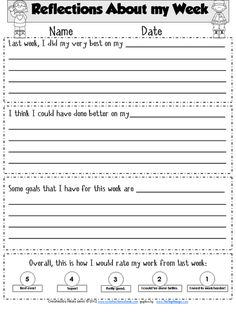 Reflections About my Week
Name Date
Last week, I did my very best on my
I think I could have done better on my
Some goals that I have for this week are
Overall, this is how I would rate my work from last week:
5 4 3 2 1
Best ever! Super! Really good. I could've done better. I need to work harder!